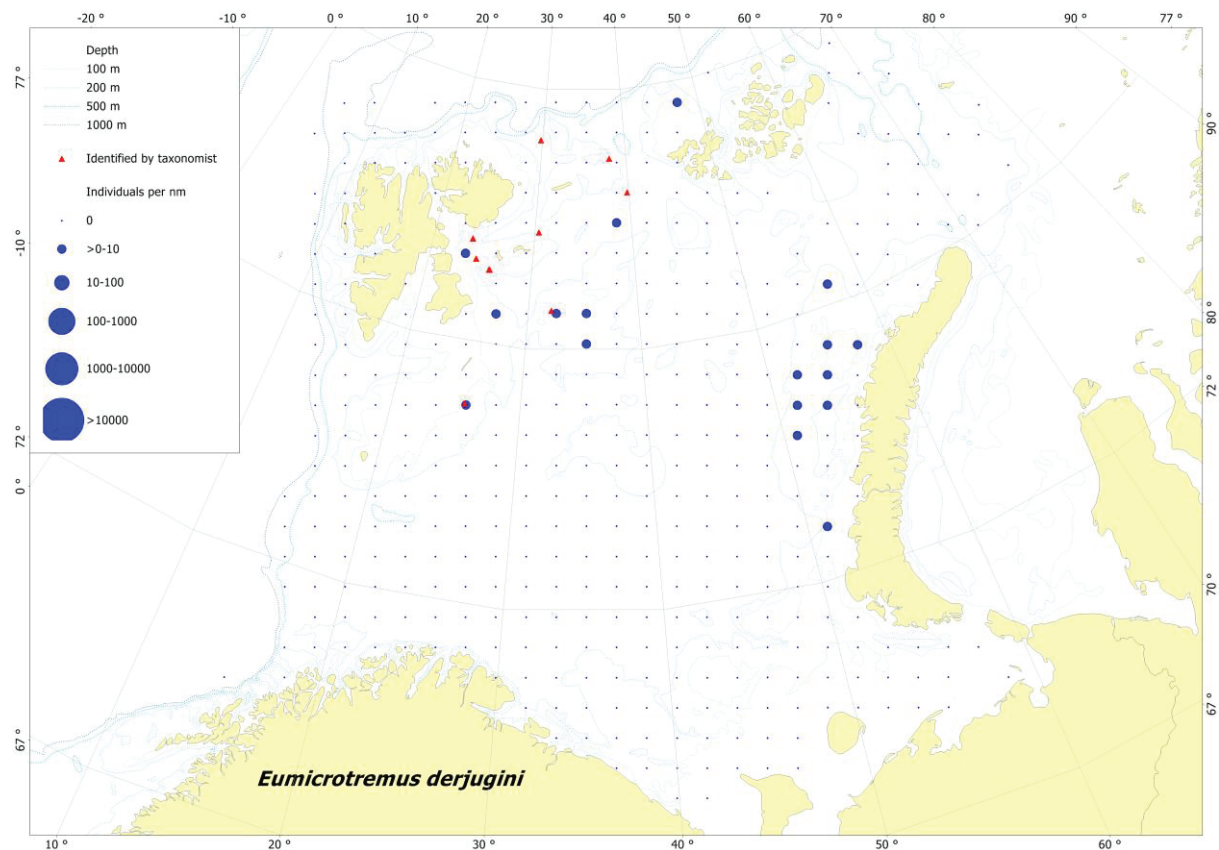 -20 ° -10 ° 0 ° 10 ° 20 ° 30 ° 40 ° 50 ° 60 ° 70 ° 80 ° 90 ° 77 °
Depth
100 m
200 m
500 m
1000 m
Identified by taxonomist
Individuals per nm
0
>0-10
10-100
100-1000
1000-10000
>10000
77 °
-10 °
72 °
0 °
67 °
90 °
80 °
72 °
70 °
67 °
Eumicrotremus derjugini
10 ° 20 ° 30 ° 40 ° 50 ° 60 °